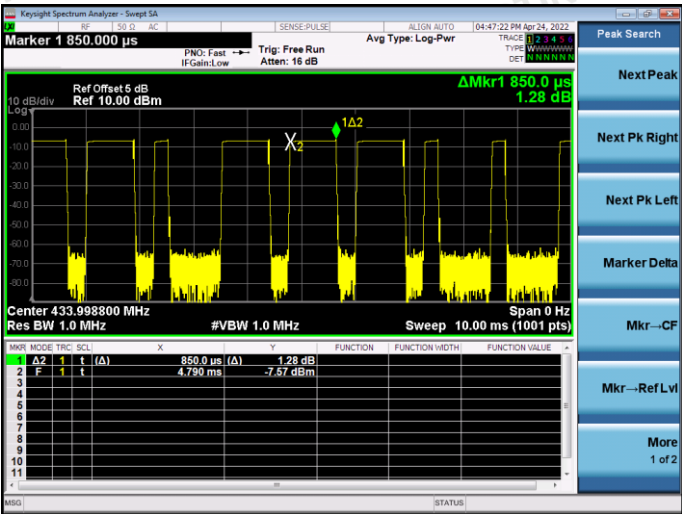 Keysight Spectrum Analyzer - Swept SA
RF 50 Ω AC SENSE:PULSE ALIGN AUTO 04:47:22 PM Apr 24, 2022
Marker 1 850.000 µs
PNO: Fast
IFGain:Low
Trig: Free Run
Atten: 16 dB
Avg Type: Log-Pwr
TRACE 1 2 3 4 5 6
TYPE W
DET N N N N N N
Peak Search
Ref Offset 5 dB
10 dB/div Ref 10.00 dBm
Log
ΔMkr1 850.0 µs
1.28 dB
0.00
-10.0
-20.0
-30.0
-40.0
-50.0
-60.0
-70.0
-80.0
1Δ2
X2
Center 433.998800 MHz Span 0 Hz
Res BW 1.0 MHz #VBW 1.0 MHz Sweep 10.00 ms (1001 pts)
MKR MODE TRC SCL X Y FUNCTION FUNCTION WIDTH FUNCTION VALUE
1 Δ2 1 t (Δ) 850.0 µs (Δ) 1.28 dB
2 F 1 t 4.790 ms -7.57 dBm
3
4
5
6
7
8
9
10
11
Next Peak
Next Pk Right
Next Pk Left
Marker Delta
Mkr→CF
Mkr→Ref Lvl
More
1 of 2
MSG STATUS